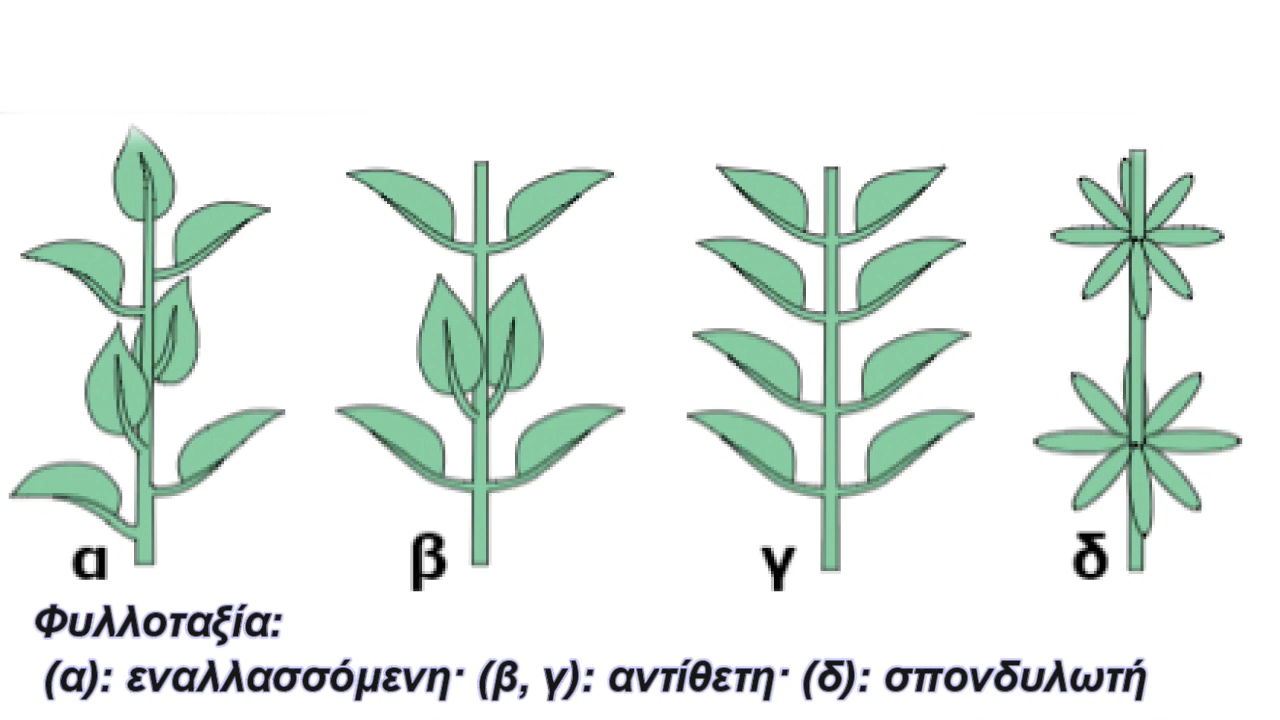 α β γ δ
Φυλλοταξία:
(α): εναλλασσόμενη· (β, γ): αντίθετη· (δ): σπονδυλωτή